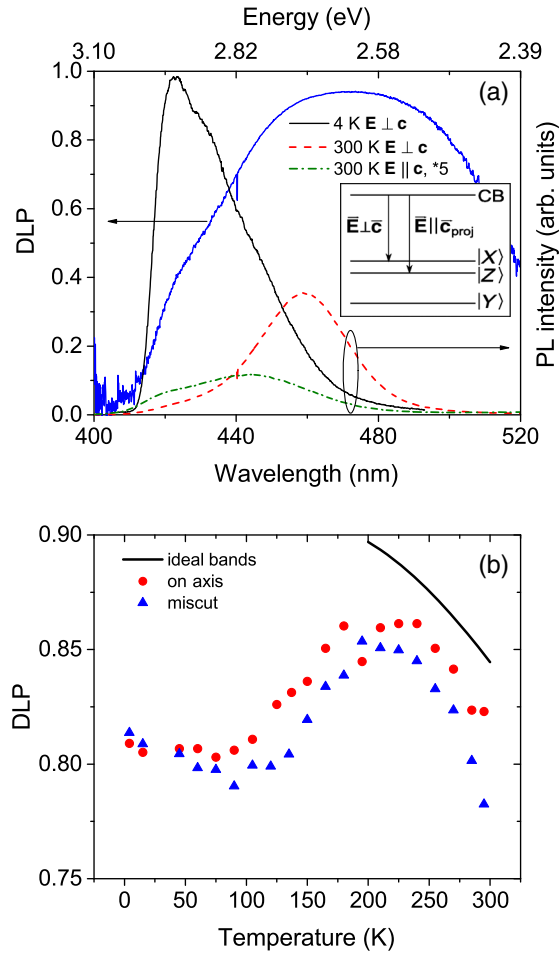 Energy (eV)
3.10 2.82 2.58 2.39
1.0
0.8
0.6
0.4
0.2
0.0
DLP
(a)
4 K E ⊥ c
300 K E ⊥ c
300 K E || c, *5
CB
E̅⊥c̅ E̅||c̅proj
|X⟩
|Z⟩
|Y⟩
PL intensity (arb. units)
400 440 480 520
Wavelength (nm)
0.90
0.85
0.80
0.75
DLP
(b)
ideal bands
on axis
miscut
0 50 100 150 200 250 300
Temperature (K)